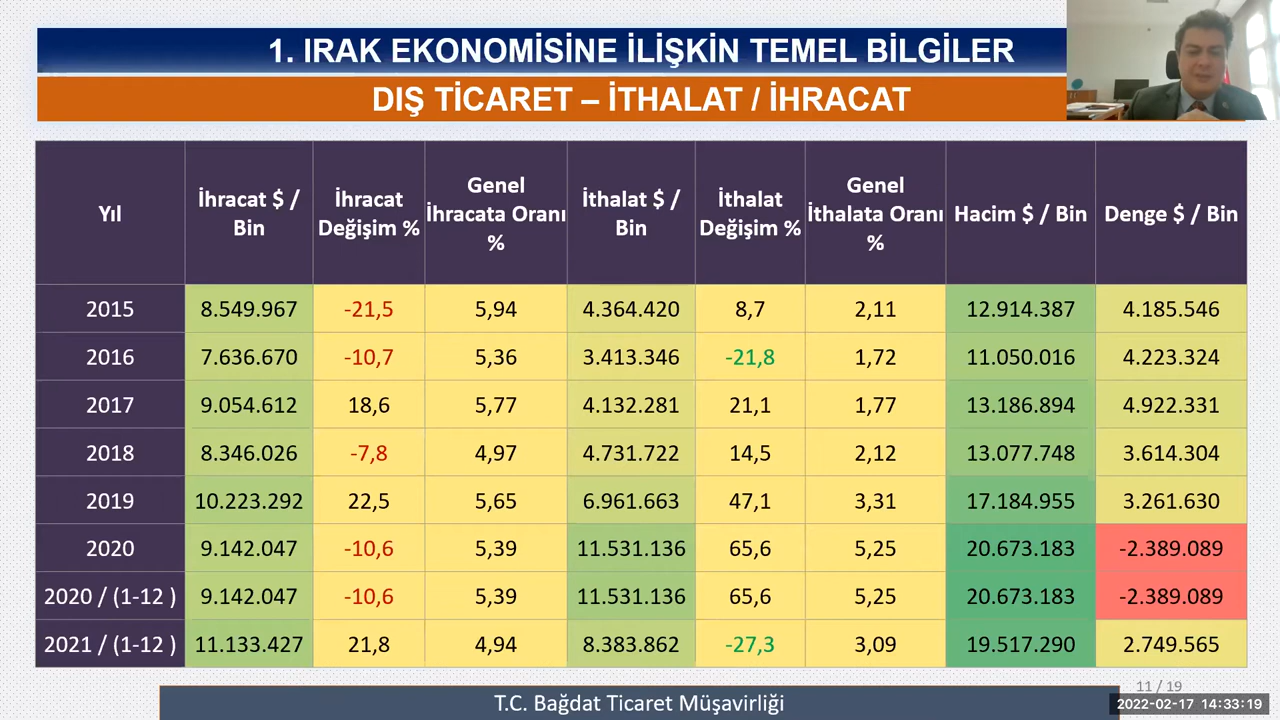 1. IRAK EKONOMİSİNE İLİŞKİN TEMEL BİLGİLER
DIŞ TİCARET – İTHALAT / İHRACAT
Yıl
İhracat $ /
Bin
İhracat
Değişim %
Genel
İhracata Oranı
%
İthalat $ /
Bin
İthalat
Değişim %
Genel
İthalata Oranı
%
Hacim $ / Bin
Denge $ / Bin
2015 8.549.967 -21,5 5,94 4.364.420 8,7 2,11 12.914.387 4.185.546
2016 7.636.670 -10,7 5,36 3.413.346 -21,8 1,72 11.050.016 4.223.324
2017 9.054.612 18,6 5,77 4.132.281 21,1 1,77 13.186.894 4.922.331
2018 8.346.026 -7,8 4,97 4.731.722 14,5 2,12 13.077.748 3.614.304
2019 10.223.292 22,5 5,65 6.961.663 47,1 3,31 17.184.955 3.261.630
2020 9.142.047 -10,6 5,39 11.531.136 65,6 5,25 20.673.183 -2.389.089
2020 / (1-12 ) 9.142.047 -10,6 5,39 11.531.136 65,6 5,25 20.673.183 -2.389.089
2021 / (1-12 ) 11.133.427 21,8 4,94 8.383.862 -27,3 3,09 19.517.290 2.749.565
T.C. Bağdat Ticaret Müşavirliği
11 / 19
2022-02-17 14:33:19